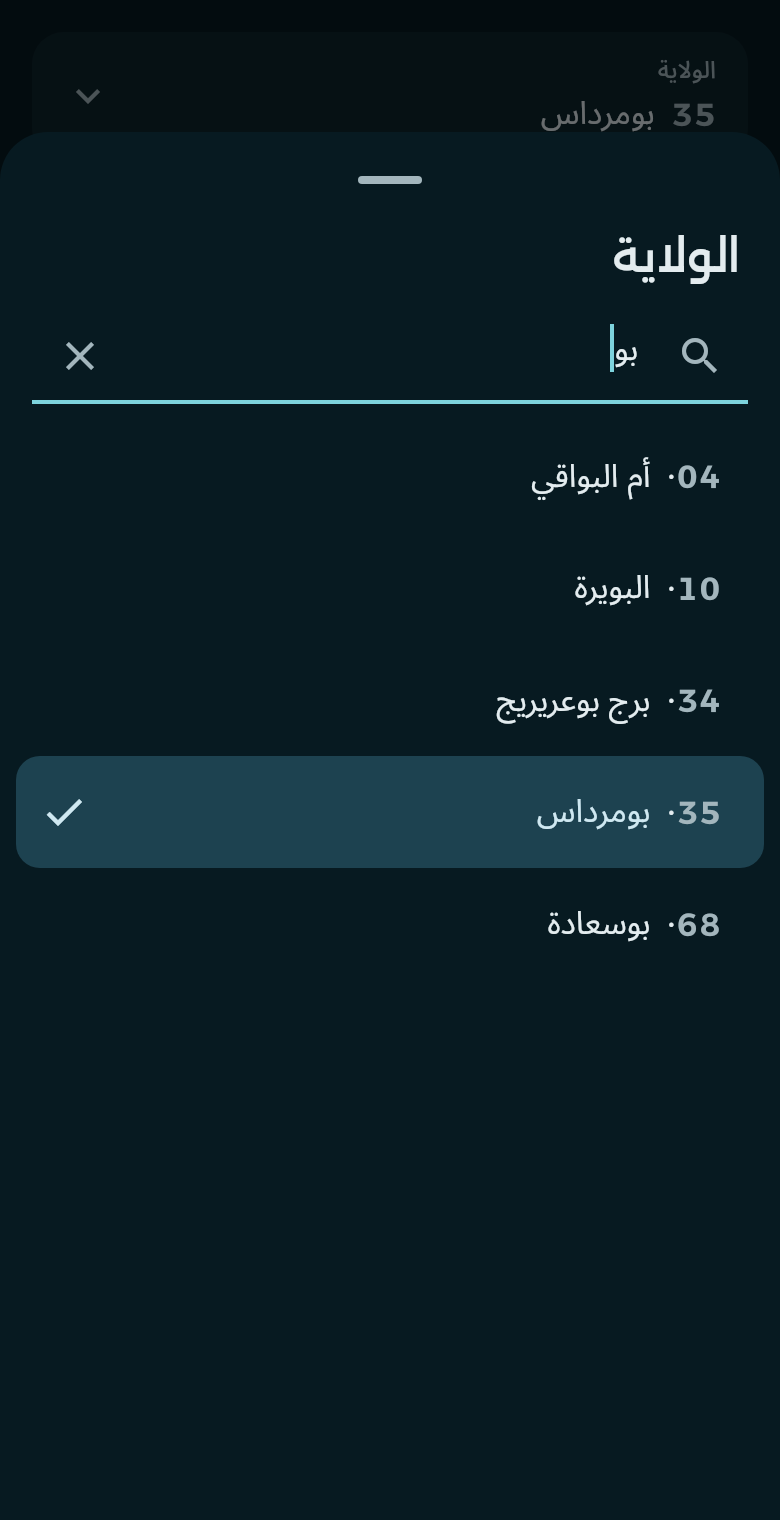 الولاية
35 بومرداس
الولاية
بو
04· أم البواقي
10· البويرة
34· برج بوعريريج
35· بومرداس
68· بوسعادة